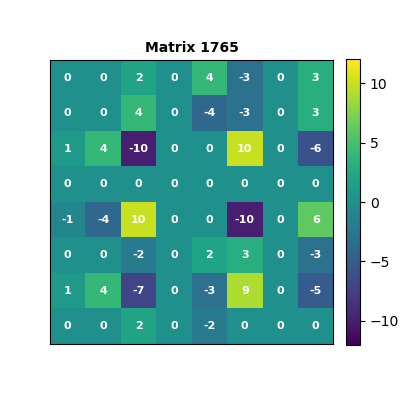 Matrix 1765
0 0 2 0 4 -3 0 3
0 0 4 0 -4 -3 0 3
1 4 -10 0 0 10 0 -6
0 0 0 0 0 0 0 0
-1 -4 10 0 0 -10 0 6
0 0 -2 0 2 3 0 -3
1 4 -7 0 -3 9 0 -5
0 0 2 0 -2 0 0 0
10
5
0
−5
−10